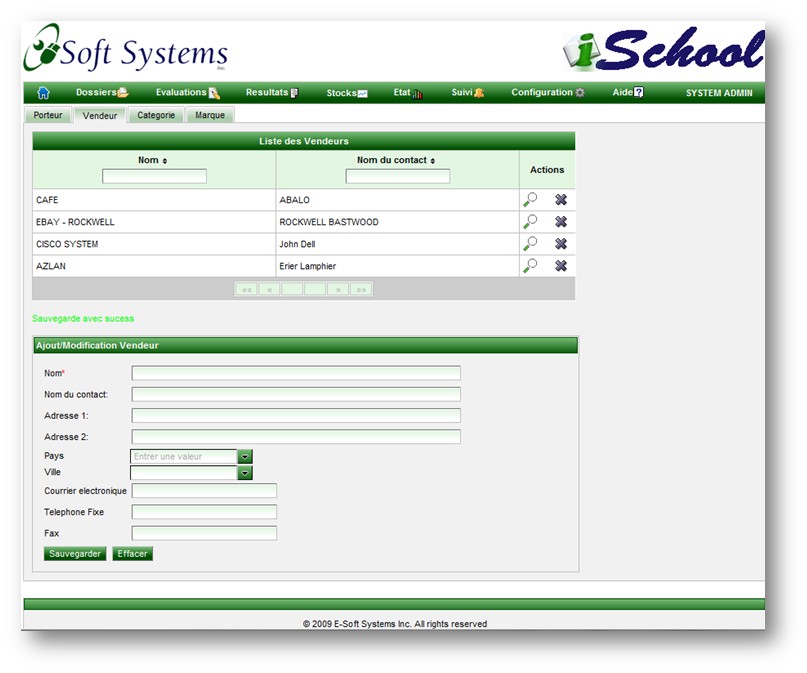 Soft Systems Inc.
iSchool
Dossiers Evaluations Resultats Stocks Etat Suivi Configuration Aide SYSTEM ADMIN
Porteur Vendeur Categorie Marque
Liste des Vendeurs
Nom Nom du contact Actions
CAFE ABALO
EBAY - ROCKWELL ROCKWELL BASTWOOD
CISCO SYSTEM John Dell
AZLAN Erier Lamphier
«« « » »»
Sauvegarde avec sucess
Ajout/Modification Vendeur
Nom*
Nom du contact:
Adresse 1:
Adresse 2:
Pays Entrer une valeur
Ville
Courrier electronique
Telephone Fixe
Fax
Sauvegarder Effacer
© 2009 E-Soft Systems Inc. All rights reserved